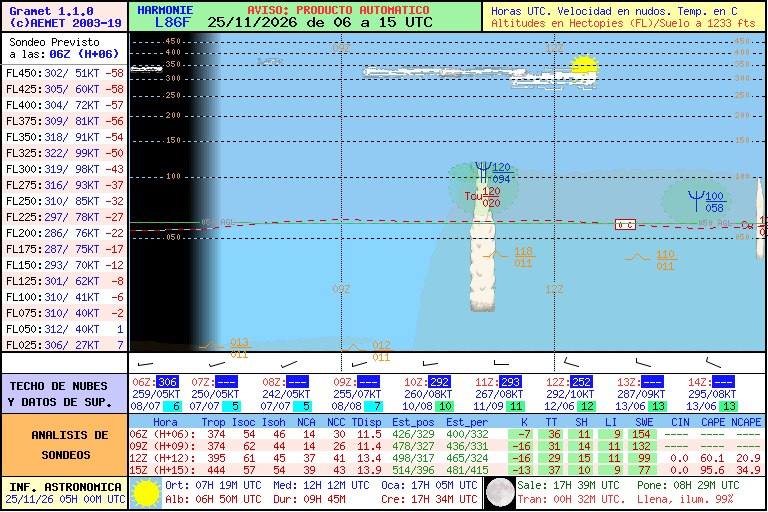 Gramet 1.1.0
(c)AEMET 2003-19
HARMONIE
L86F
AVISO: PRODUCTO AUTOMATICO
25/11/2026 de 06 a 15 UTC
Horas UTC. Velocidad en nudos. Temp. en C
Altitudes en Hectopies (FL)/Suelo a 1233 fts
Sondeo Previsto
a las: 06Z (H+06)
FL450:302/ 51KT -58
FL425:305/ 60KT -58
FL400:304/ 72KT -57
FL375:309/ 81KT -56
FL350:318/ 91KT -54
FL325:322/ 99KT -50
FL300:319/ 98KT -43
FL275:316/ 93KT -37
FL250:310/ 85KT -32
FL225:297/ 78KT -27
FL200:286/ 76KT -22
FL175:287/ 75KT -17
FL150:293/ 70KT -12
FL125:301/ 62KT -8
FL100:310/ 41KT -6
FL075:310/ 40KT -2
FL050:312/ 40KT 1
FL025:306/ 27KT 7
450 09Z 12Z 450
400 400
350 350
300 300
250 250
200 200
150 150
100 100
050 050
120
094
Tcu 120
020
100
058
05 AGL
050 AGL
0 C
118
011
110
011
09Z 12Z
013
011
012
011
TECHO DE NUBES
Y DATOS DE SUP.
06Z:306 07Z:--- 08Z:--- 09Z:--- 10Z:292 11Z:293 12Z:252 13Z:--- 14Z:---
259/05KT 220/05KT 242/05KT 255/07KT 260/08KT 267/08KT 292/10KT 287/09KT 295/08KT
08/07 6 07/07 5 07/07 5 08/08 7 10/08 10 11/09 11 12/06 12 13/06 13 13/06 13
ANALISIS DE
SONDEOS
Hora Trop Isoc Isoh NCA NCC TDisp Est_pos Est_per K TT SH LI SWE CIN CAPE NCAPE
06Z (H+06): 374 54 46 14 30 11.5 426/329 400/332 -7 36 11 9 154 ---- ---- ----
09Z (H+09): 374 62 44 14 26 11.4 478/327 436/331 -16 31 14 11 132 ---- ---- ----
12Z (H+12): 395 61 45 37 41 13.4 498/317 465/324 -16 29 15 11 99 0.0 60.1 20.9
15Z (H+15): 444 57 54 39 43 13.9 514/396 481/415 -13 37 10 9 77 0.0 95.6 34.9
INF. ASTRONOMICA
25/11/26 05H 00M UTC
Ort: 07H 19M UTC Med: 12H 12M UTC Oca: 17H 05M UTC
Alb: 06H 50M UTC Dur: 09H 45M Cre: 17H 34M UTC
Sale: 17H 39M UTC Pone: 08H 29M UTC
Tran: 00H 32M UTC. Llena, ilum. 99%